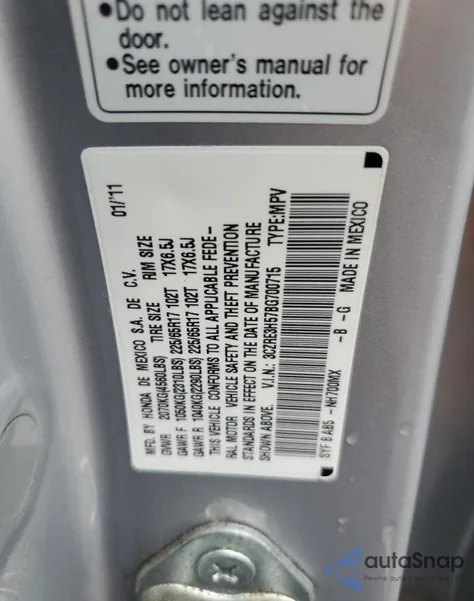 •Do not lean against the
door.
•See owner's manual for
more information.
MFD. BY HONDA DE MEXICO S.A. DE C.V. 01/'11
GVWR 2070KG(4560LBS) TIRE SIZE RIM SIZE
GAWR F 1050KG(2310LBS) 225/65R17 102T 17X6.5J
GAWR R 1040KG(2290LBS) 225/65R17 102T 17X6.5J
THIS VEHICLE CONFORMS TO ALL APPLICABLE FEDE-
RAL MOTOR VEHICLE SAFETY AND THEFT PREVENTION
STANDARDS IN EFFECT ON THE DATE OF MANUFACTURE
SHOWN ABOVE. V.I.N.: 3CZRE3H57BG700715 TYPE:MPV
SYF B AB5 -NH700MX -B -G MADE IN MEXICO
autaSnap